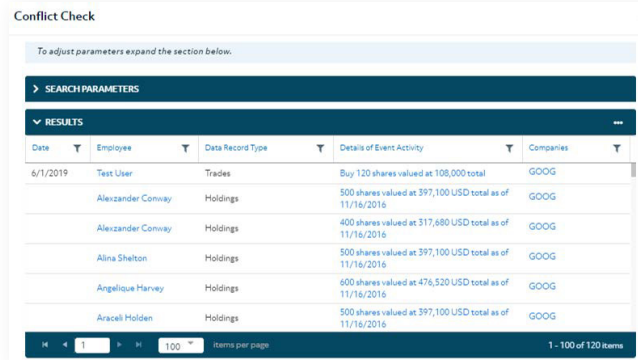 Conflict Check
To adjust parameters expand the section below.
SEARCH PARAMETERS
RESULTS
Date Employee Data Record Type Details of Event Activity Companies
6/1/2019 Test User Trades Buy 120 shares valued at 108,000 total GOOG
Alexzander Conway Holdings 500 shares valued at 397,100 USD total as of 11/16/2016 GOOG
Alexzander Conway Holdings 400 shares valued at 317,680 USD total as of 11/16/2016 GOOG
Alina Shelton Holdings 500 shares valued at 397,100 USD total as of 11/16/2016 GOOG
Angelique Harvey Holdings 600 shares valued at 476,520 USD total as of 11/16/2016 GOOG
Araceli Holden Holdings 500 shares valued at 397,100 USD total as of 11/16/2016 GOOG
1 100 items per page 1 - 100 of 120 items